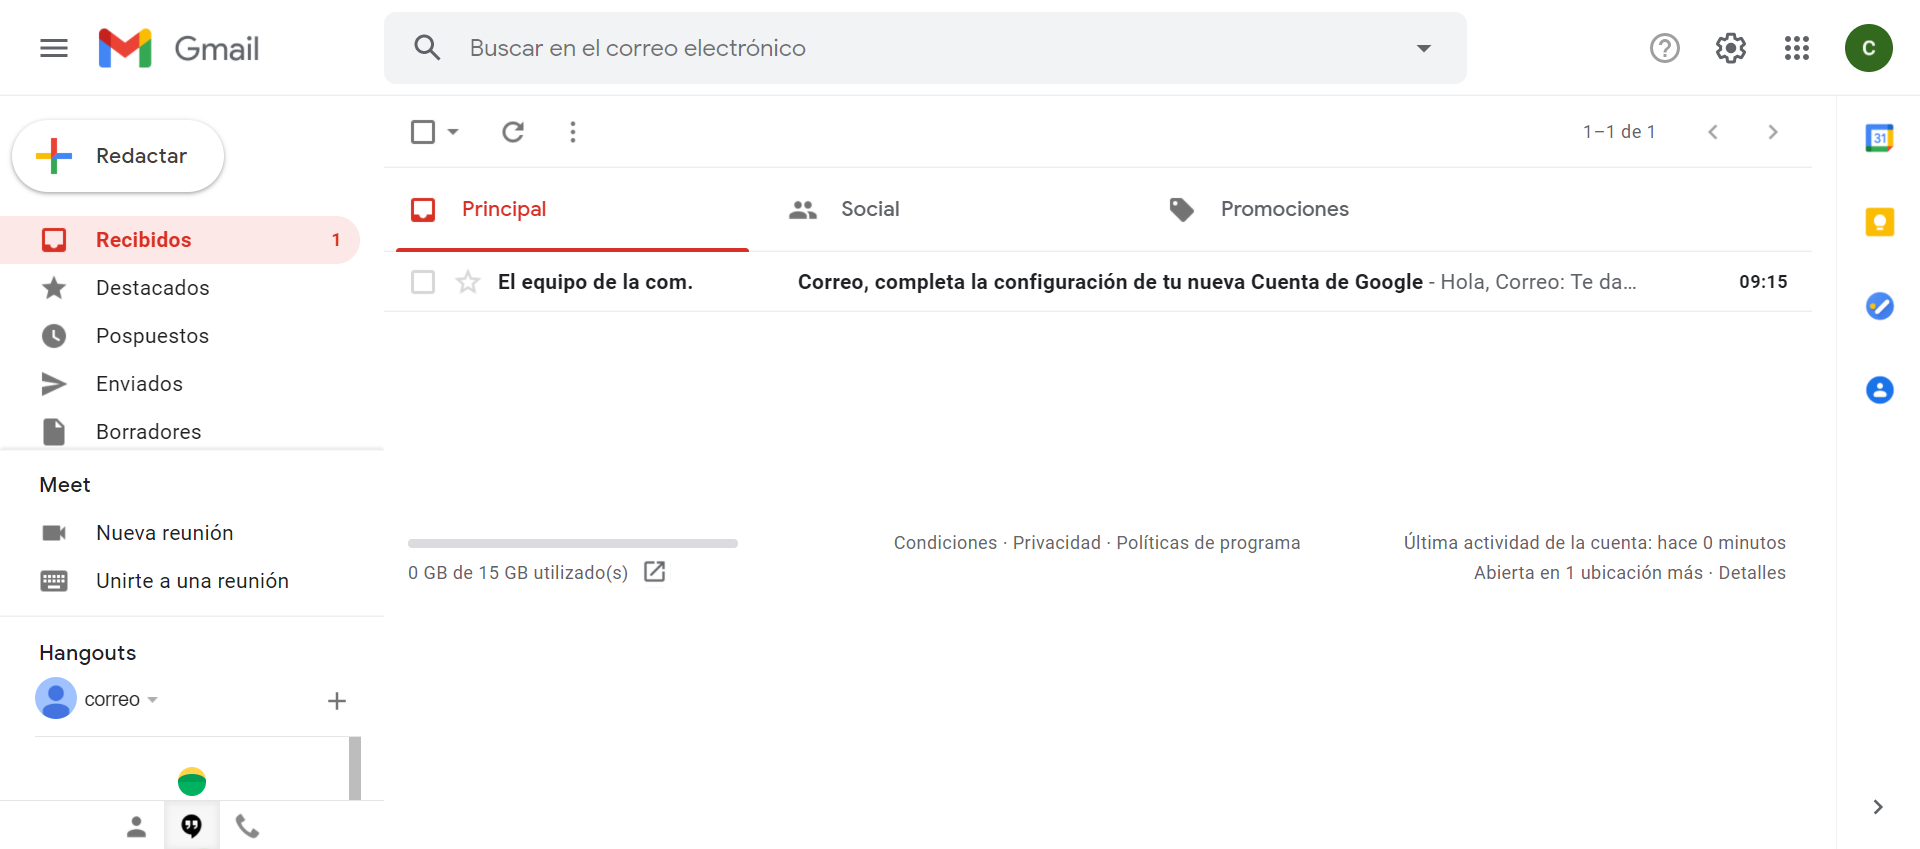 Gmail
Buscar en el correo electrónico
C
Redactar
1–1 de 1
31
Principal
Social
Promociones
Recibidos 1
El equipo de la com. Correo, completa la configuración de tu nueva Cuenta de Google - Hola, Correo: Te da... 09:15
Destacados
Pospuestos
Enviados
Borradores
Meet
Nueva reunión
Unirte a una reunión
Condiciones · Privacidad · Políticas de programa
Última actividad de la cuenta: hace 0 minutos
0 GB de 15 GB utilizado(s)
Abierta en 1 ubicación más · Detalles
Hangouts
correo